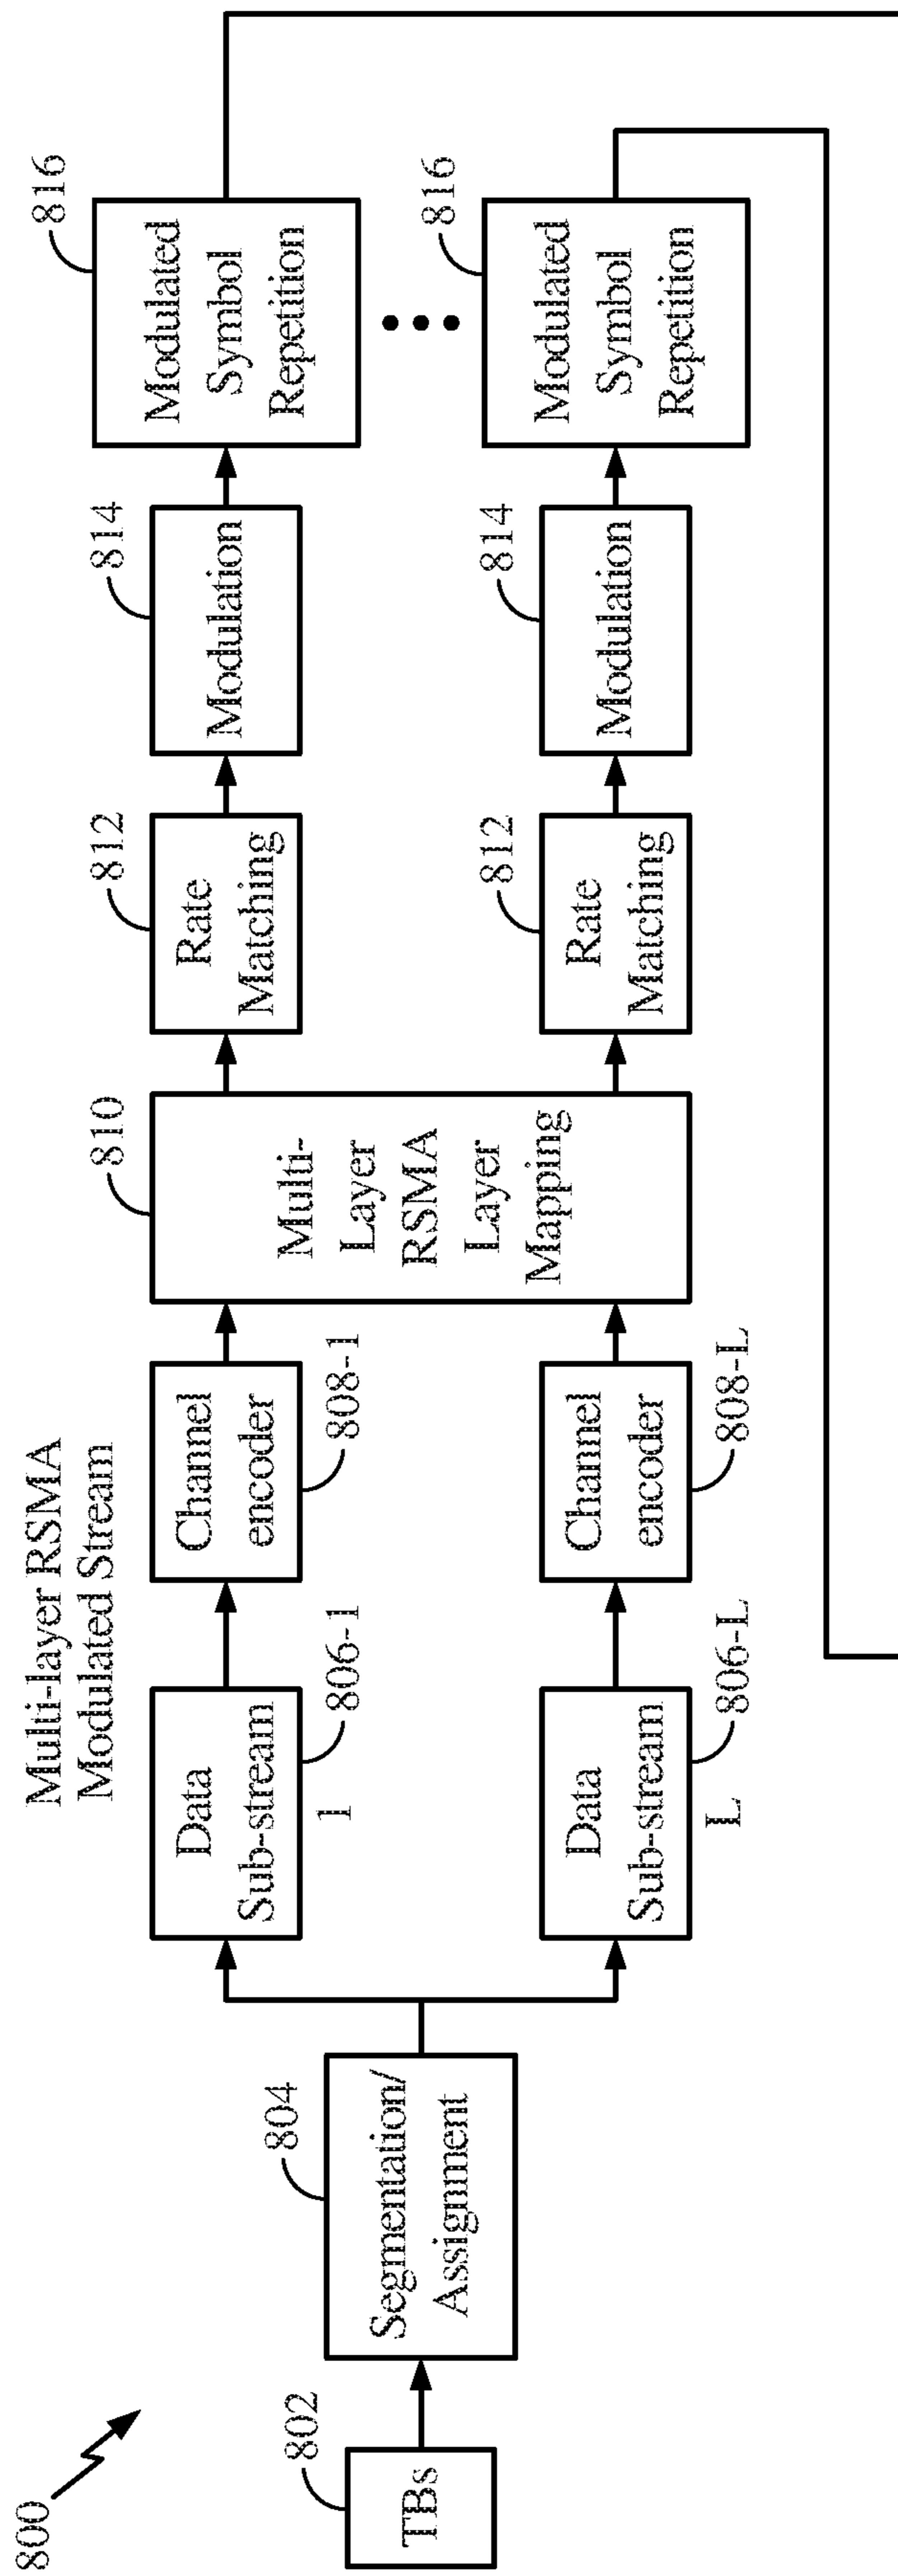 800
Multi-layer RSMA
Modulated Stream
802
TBs
804
Segmentation/
Assignment
Data
Sub-stream
1
806-1
Channel
encoder
808-1
810
Multi-
Layer
RSMA
Layer
Mapping
812
Rate
Matching
814
Modulation
816
Modulated
Symbol
Repetition
Data
Sub-stream
L
806-L
Channel
encoder
808-L
812
Rate
Matching
814
Modulation
816
Modulated
Symbol
Repetition